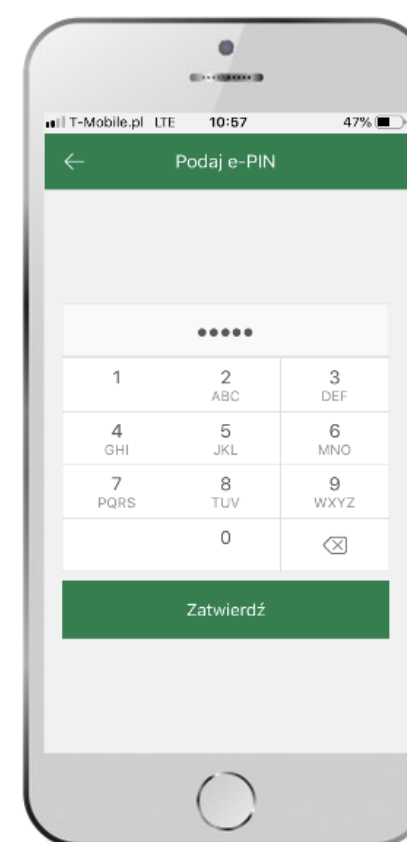 T-Mobile.pl LTE 10:57 47%
Podaj e-PIN
•••••
1 2 3
ABC DEF
4 5 6
GHI JKL MNO
7 8 9
PQRS TUV WXYZ
0
Zatwierdź